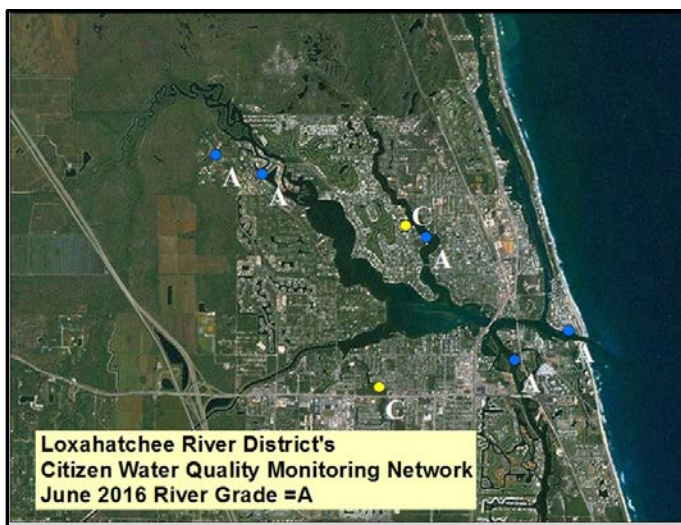 A
A
C
A
A
A
C
Loxahatchee River District's
Citizen Water Quality Monitoring Network
June 2016 River Grade =A